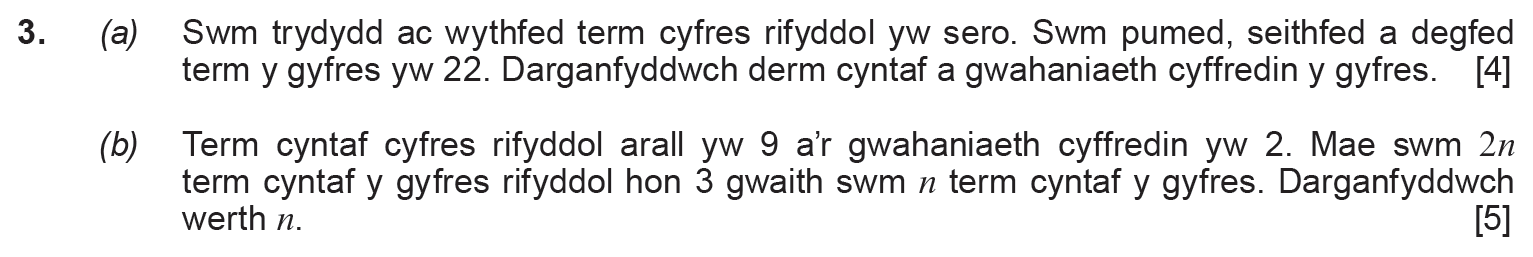 3. (a) Swm trydydd ac wythfed term cyfres rifyddol yw sero. Swm pumed, seithfed a degfed
term y gyfres yw 22. Darganfyddwch derm cyntaf a gwahaniaeth cyffredin y gyfres. [4]
(b) Term cyntaf cyfres rifyddol arall yw 9 a’r gwahaniaeth cyffredin yw 2. Mae swm 2n
term cyntaf y gyfres rifyddol hon 3 gwaith swm n term cyntaf y gyfres. Darganfyddwch
werth n. [5]